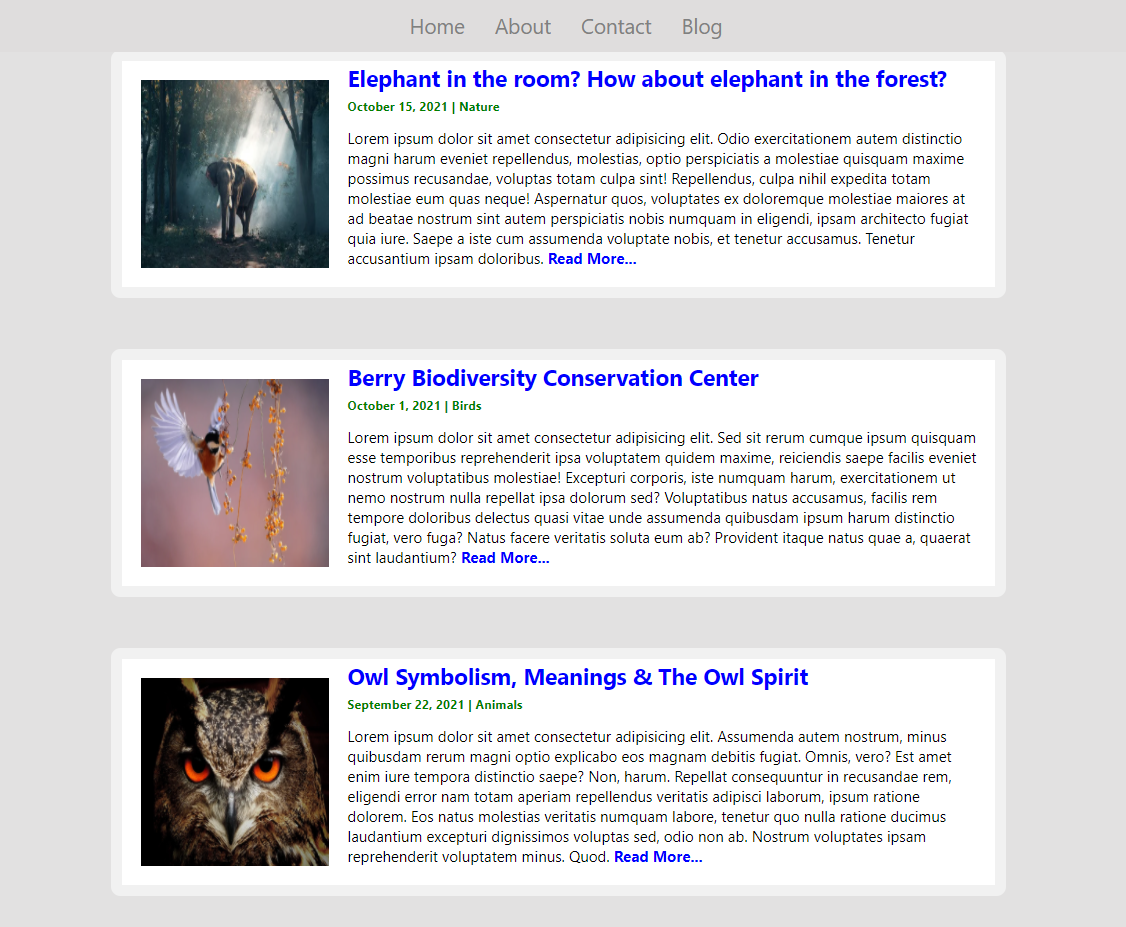 Home About Contact Blog
Elephant in the room? How about elephant in the forest?
October 15, 2021 | Nature
Lorem ipsum dolor sit amet consectetur adipisicing elit. Odio exercitationem autem distinctio
magni harum eveniet repellendus, molestias, optio perspiciatis a molestiae quisquam maxime
possimus recusandae, voluptas totam culpa sint! Repellendus, culpa nihil expedita totam
molestiae eum quas neque! Aspernatur quos, voluptates ex doloremque molestiae maiores at
ad beatae nostrum sint autem perspiciatis nobis numquam in eligendi, ipsam architecto fugiat
quia iure. Saepe a iste cum assumenda voluptate nobis, et tenetur accusamus. Tenetur
accusantium ipsam doloribus. Read More...
Berry Biodiversity Conservation Center
October 1, 2021 | Birds
Lorem ipsum dolor sit amet consectetur adipisicing elit. Sed sit rerum cumque ipsum quisquam
esse temporibus reprehenderit ipsa voluptatem quidem maxime, reiciendis saepe facilis eveniet
nostrum voluptatibus molestiae! Excepturi corporis, iste numquam harum, exercitationem ut
nemo nostrum nulla repellat ipsa dolorum sed? Voluptatibus natus accusamus, facilis rem
tempore doloribus delectus quasi vitae unde assumenda quibusdam ipsum harum distinctio
fugiat, vero fuga? Natus facere veritatis soluta eum ab? Provident itaque natus quae a, quaerat
sint laudantium? Read More...
Owl Symbolism, Meanings & The Owl Spirit
September 22, 2021 | Animals
Lorem ipsum dolor sit amet consectetur adipisicing elit. Assumenda autem nostrum, minus
quibusdam rerum magni optio explicabo eos magnam debitis fugiat. Omnis, vero? Est amet
enim iure tempora distinctio saepe? Non, harum. Repellat consequuntur in recusandae rem,
eligendi error nam totam aperiam repellendus veritatis adipisci laborum, ipsum ratione
dolorem. Eos natus molestias veritatis numquam labore, tenetur quo nulla ratione ducimus
laudantium excepturi dignissimos voluptas sed, odio non ab. Nostrum voluptates ipsam
reprehenderit voluptatem minus. Quod. Read More...